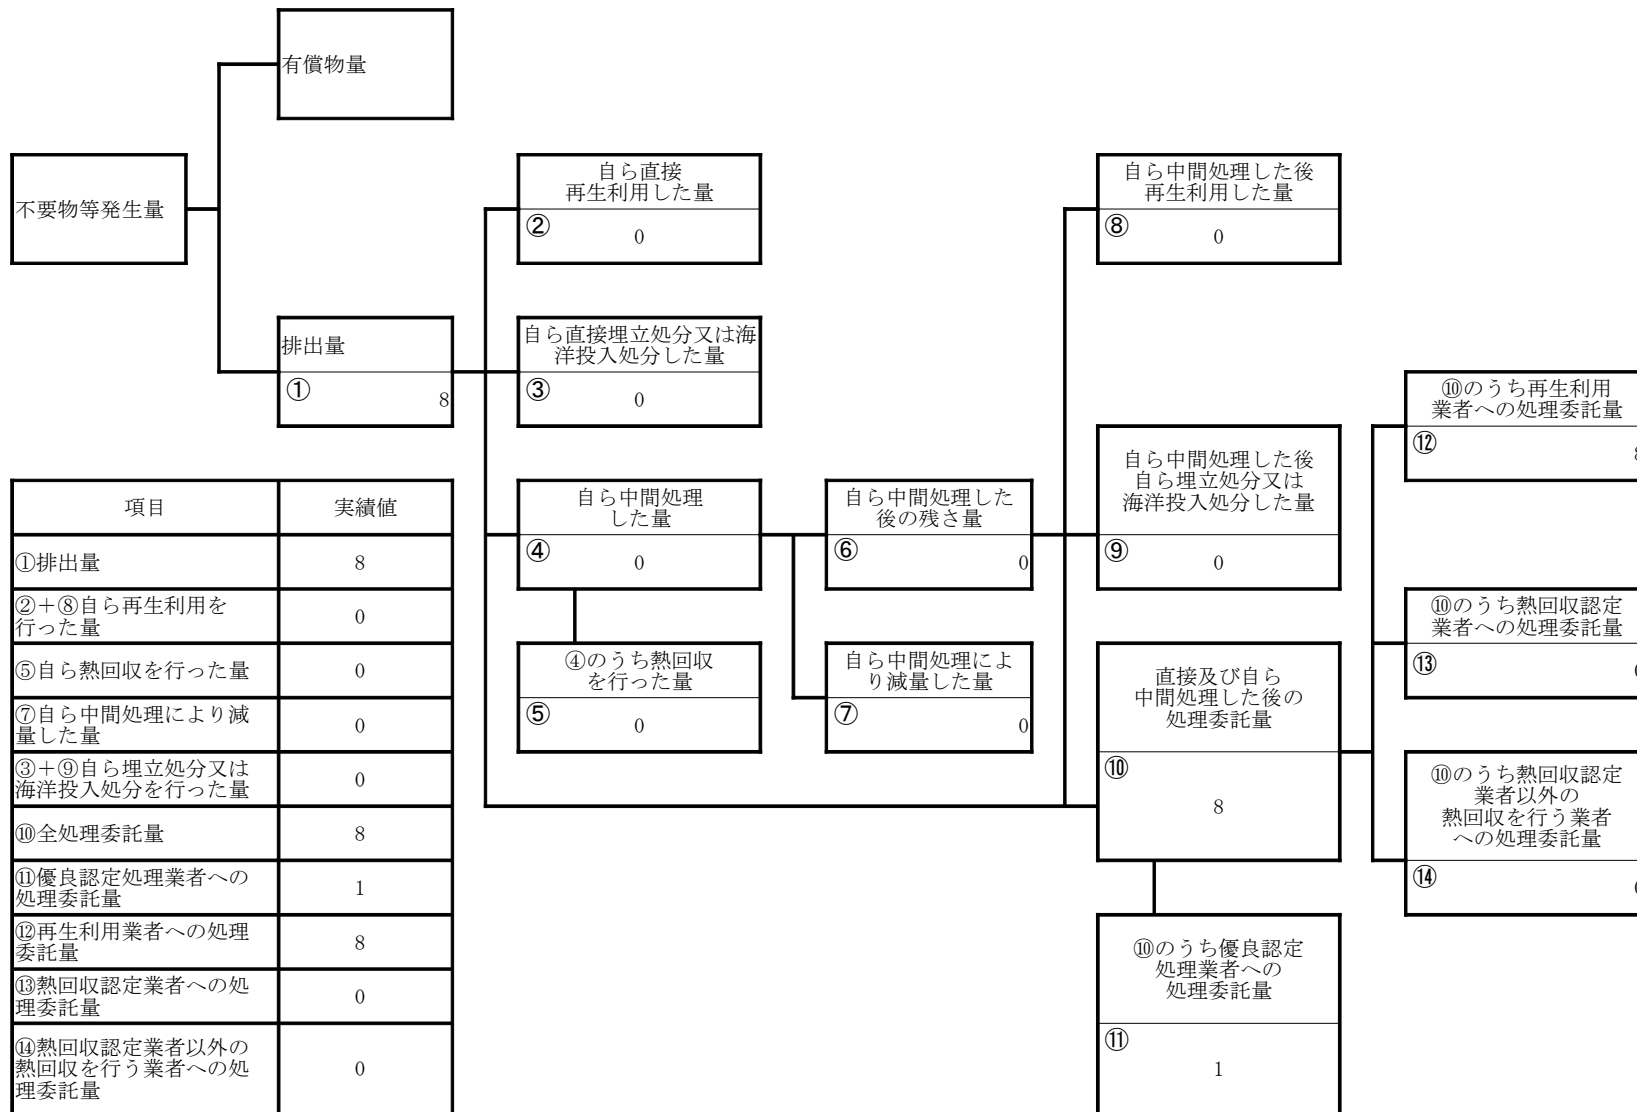 有償物量
不要物等発生量
自ら直接
再生利用した量
②
0
自ら中間処理した後
再生利用した量
⑧
0
排出量
①
8
自ら直接埋立処分又は海
洋投入処分した量
③
0
⑩のうち再生利用
業者への処理委託量
⑫
8
自ら中間処理した後
自ら埋立処分又は
海洋投入処分した量
⑨
0
自ら中間処理
した量
④
0
自ら中間処理した
後の残さ量
⑥
0
⑩のうち熱回収認定
業者への処理委託量
⑬
0
④のうち熱回収
を行った量
⑤
0
自ら中間処理によ
り減量した量
⑦
0
直接及び自ら
中間処理した後の
処理委託量
⑩
8
⑩のうち熱回収認定
業者以外の
熱回収を行う業者
への処理委託量
⑭
0
⑩のうち優良認定
処理業者への
処理委託量
⑪
1
項目 実績値
①排出量 8
②+⑧自ら再生利用を
行った量 0
⑤自ら熱回収を行った量 0
⑦自ら中間処理により減
量した量 0
③+⑨自ら埋立処分又は
海洋投入処分を行った量 0
⑩全処理委託量 8
⑪優良認定処理業者への
処理委託量 1
⑫再生利用業者への処理
委託量 8
⑬熱回収認定業者への処
理委託量 0
⑭熱回収認定業者以外の
熱回収を行う業者への処
理委託量 0